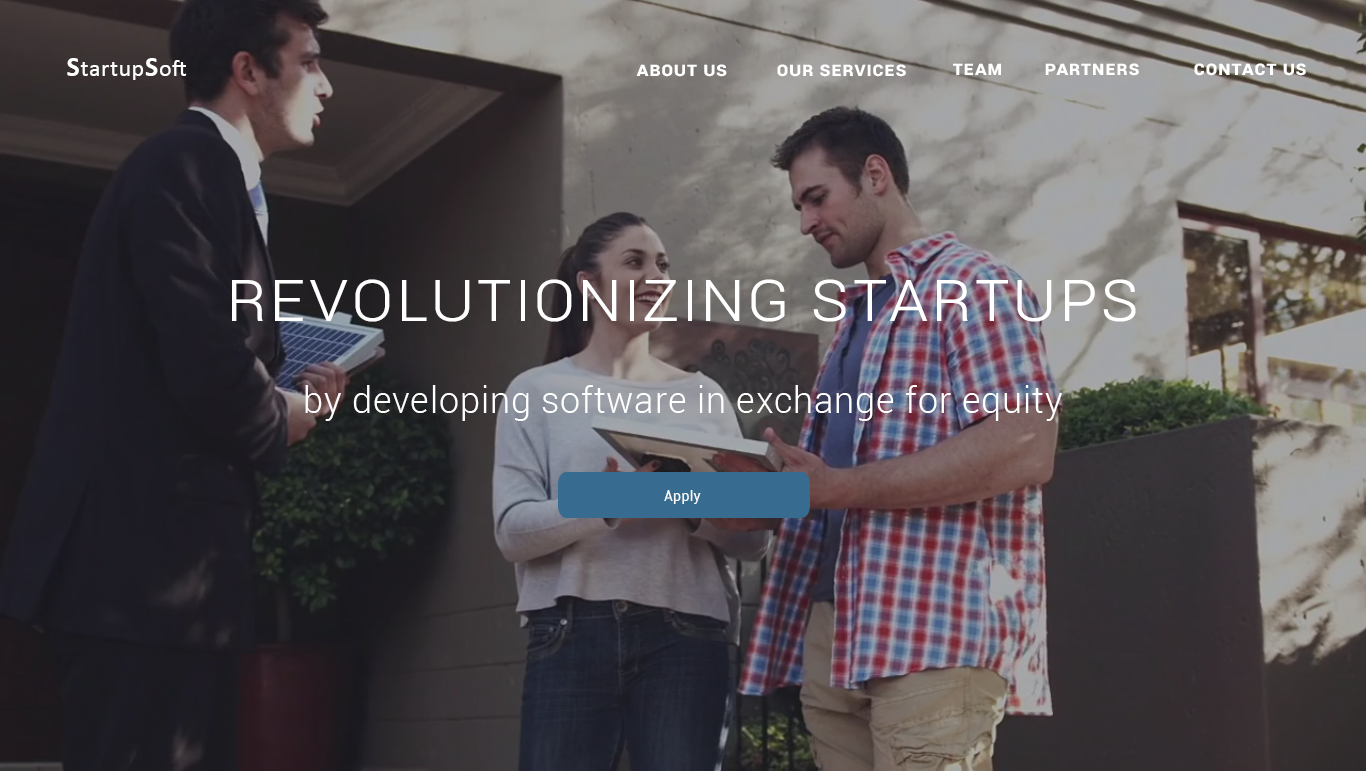 StartupSoft
ABOUT US OUR SERVICES TEAM PARTNERS CONTACT US
REVOLUTIONIZING STARTUPS
by developing software in exchange for equity
Apply